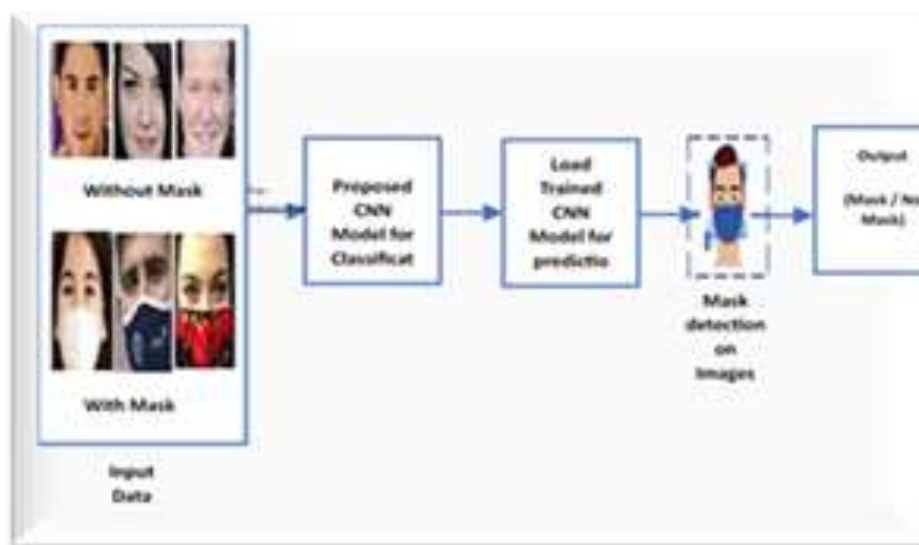 Without Mask
With Mask
Input
Data
Proposed
CNN
Model for
Classificat
Load
Trained
CNN
Model for
predictio
Mask
detection
on
Images
Output
(Mask / No
Mask)